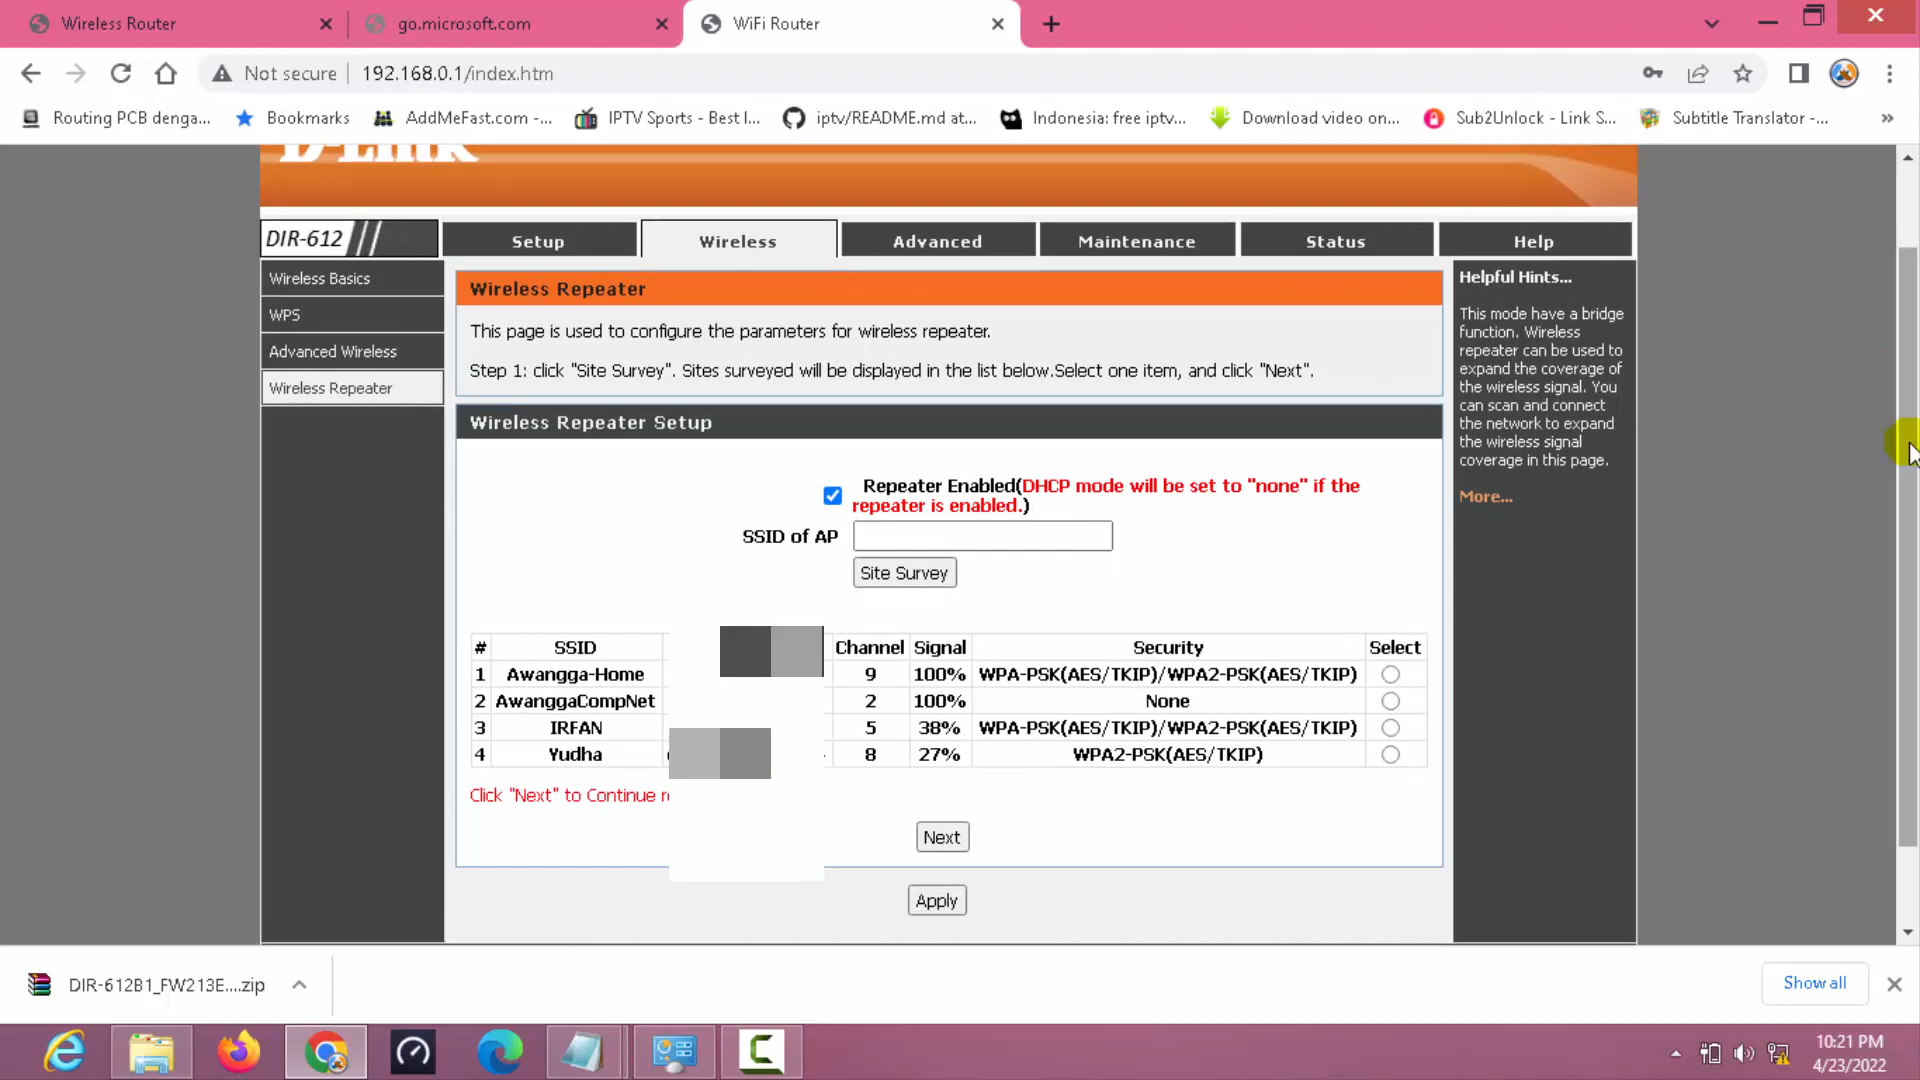 Wireless Router
go.microsoft.com
WiFi Router
Not secure
192.168.0.1/index.htm
Routing PCB denga...
Bookmarks
AddMeFast.com -...
IPTV Sports - Best I...
iptv/README.md at...
Indonesia: free iptv...
Download video on...
Sub2Unlock - Link S...
Subtitle Translator -...
»
D-Link
DIR-612
Setup
Wireless
Advanced
Maintenance
Status
Help
Wireless Basics
WPS
Advanced Wireless
Wireless Repeater
Wireless Repeater
This page is used to configure the parameters for wireless repeater.
Step 1: click "Site Survey". Sites surveyed will be displayed in the list below.Select one item, and click "Next".
Wireless Repeater Setup
Repeater Enabled(DHCP mode will be set to "none" if the
repeater is enabled.)
SSID of AP
Site Survey
# SSID Channel Signal Security Select
1 Awangga-Home 9 100% WPA-PSK(AES/TKIP)/WPA2-PSK(AES/TKIP)
2 AwanggaCompNet 2 100% None
3 IRFAN 5 38% WPA-PSK(AES/TKIP)/WPA2-PSK(AES/TKIP)
4 Yudha 8 27% WPA2-PSK(AES/TKIP)
Click "Next" to Continue
Next
Apply
Helpful Hints...
This mode have a bridge
function. Wireless
repeater can be used to
expand the coverage of
the wireless signal. You
can scan and connect
the network to expand
the wireless signal
coverage in this page.
More...
DIR-612B1_FW213E....zip
Show all
10:21 PM
4/23/2022